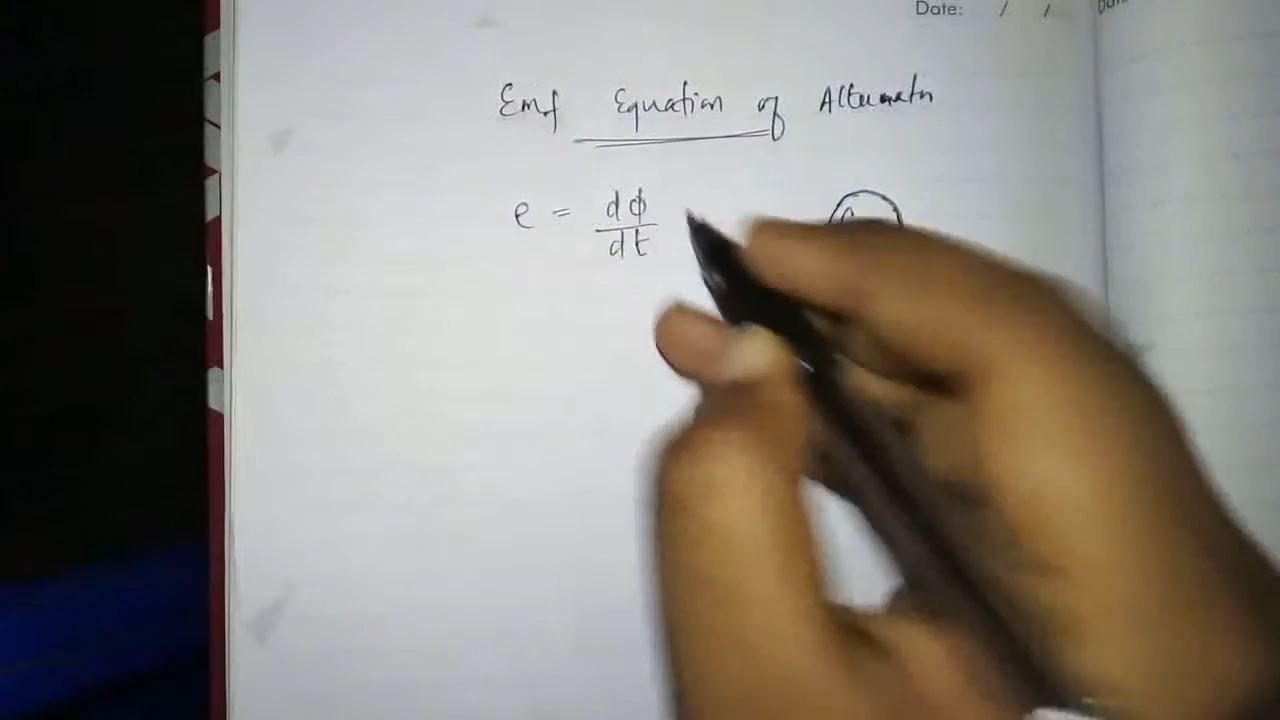 Date: / /
Emf Equation of Alternator
e = dφ/dt